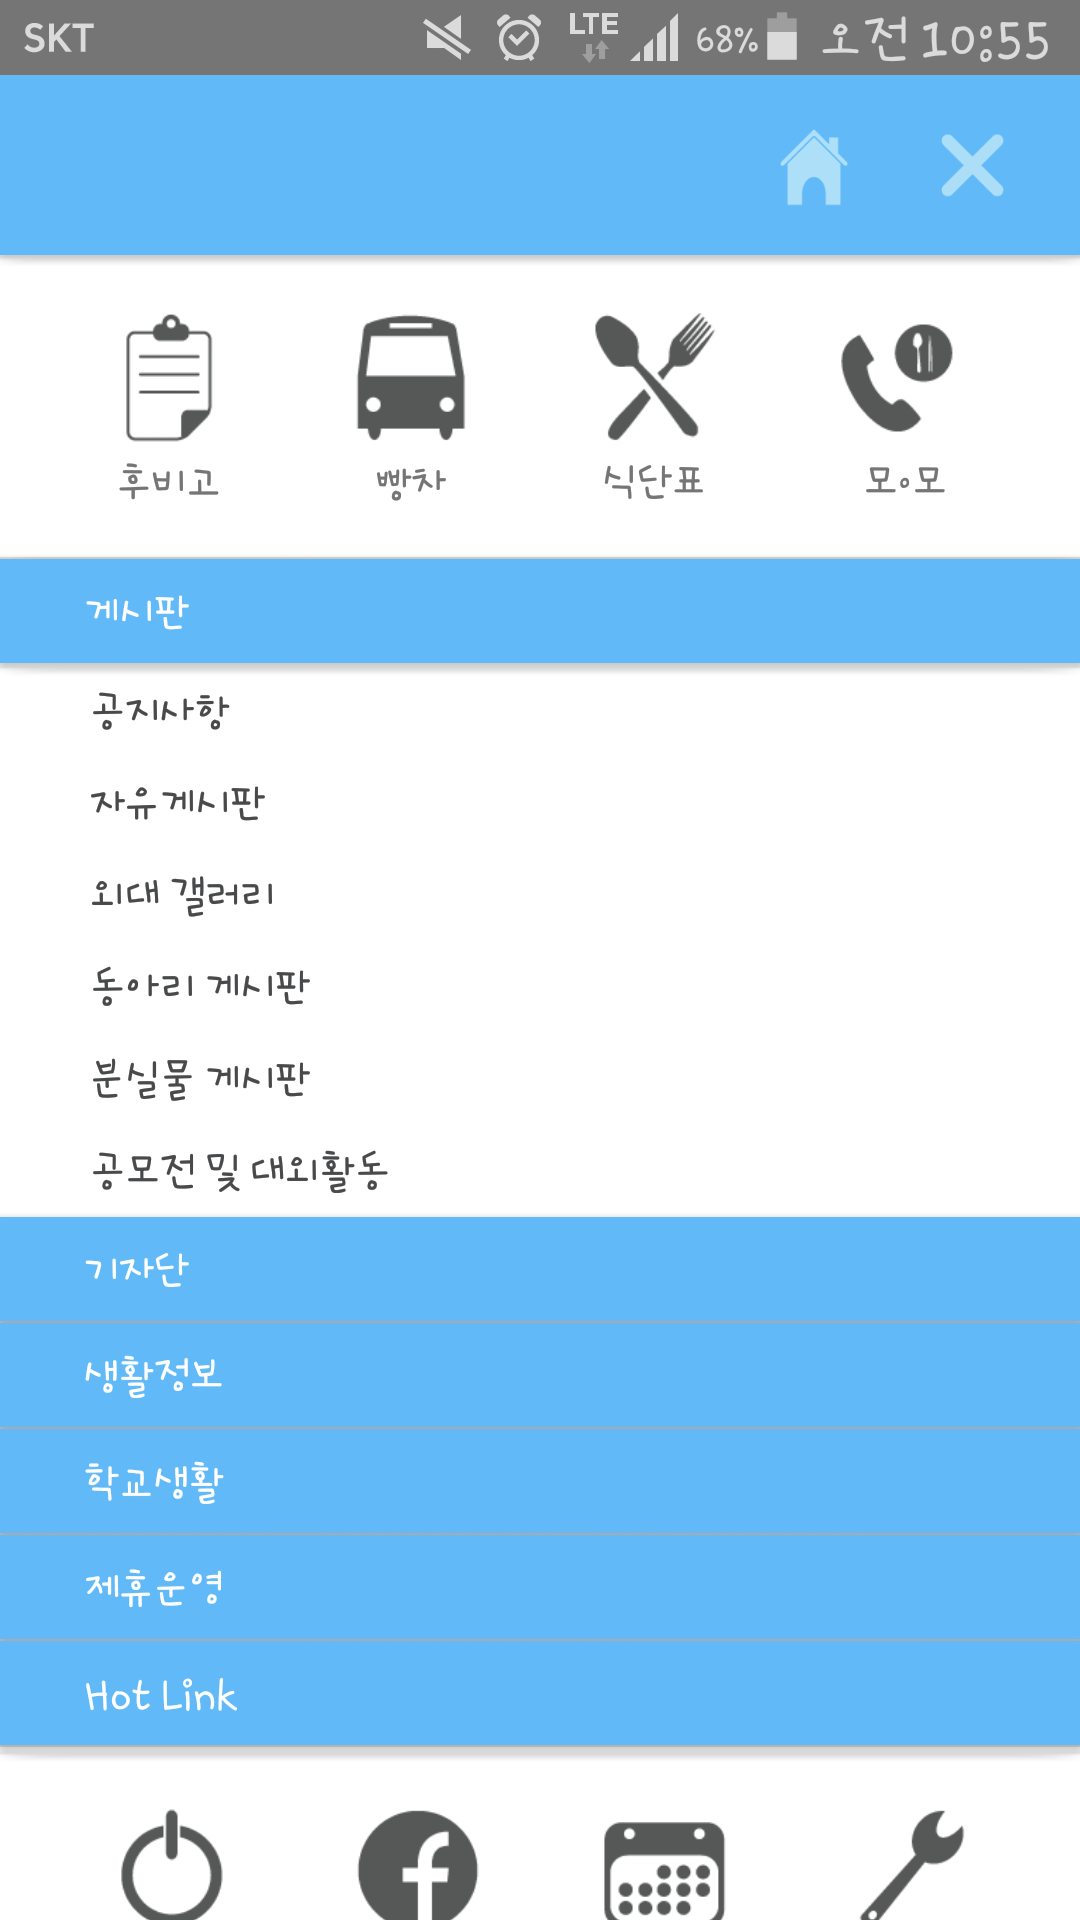 SKT LTE 68% 오전 10:55
후비고 빵차 식단표 모o모
게시판
공지사항
자유게시판
외대 갤러리
동아리 게시판
분실물 게시판
공모전 및 대외활동
기자단
생활정보
학교생활
제휴운영
Hot Link